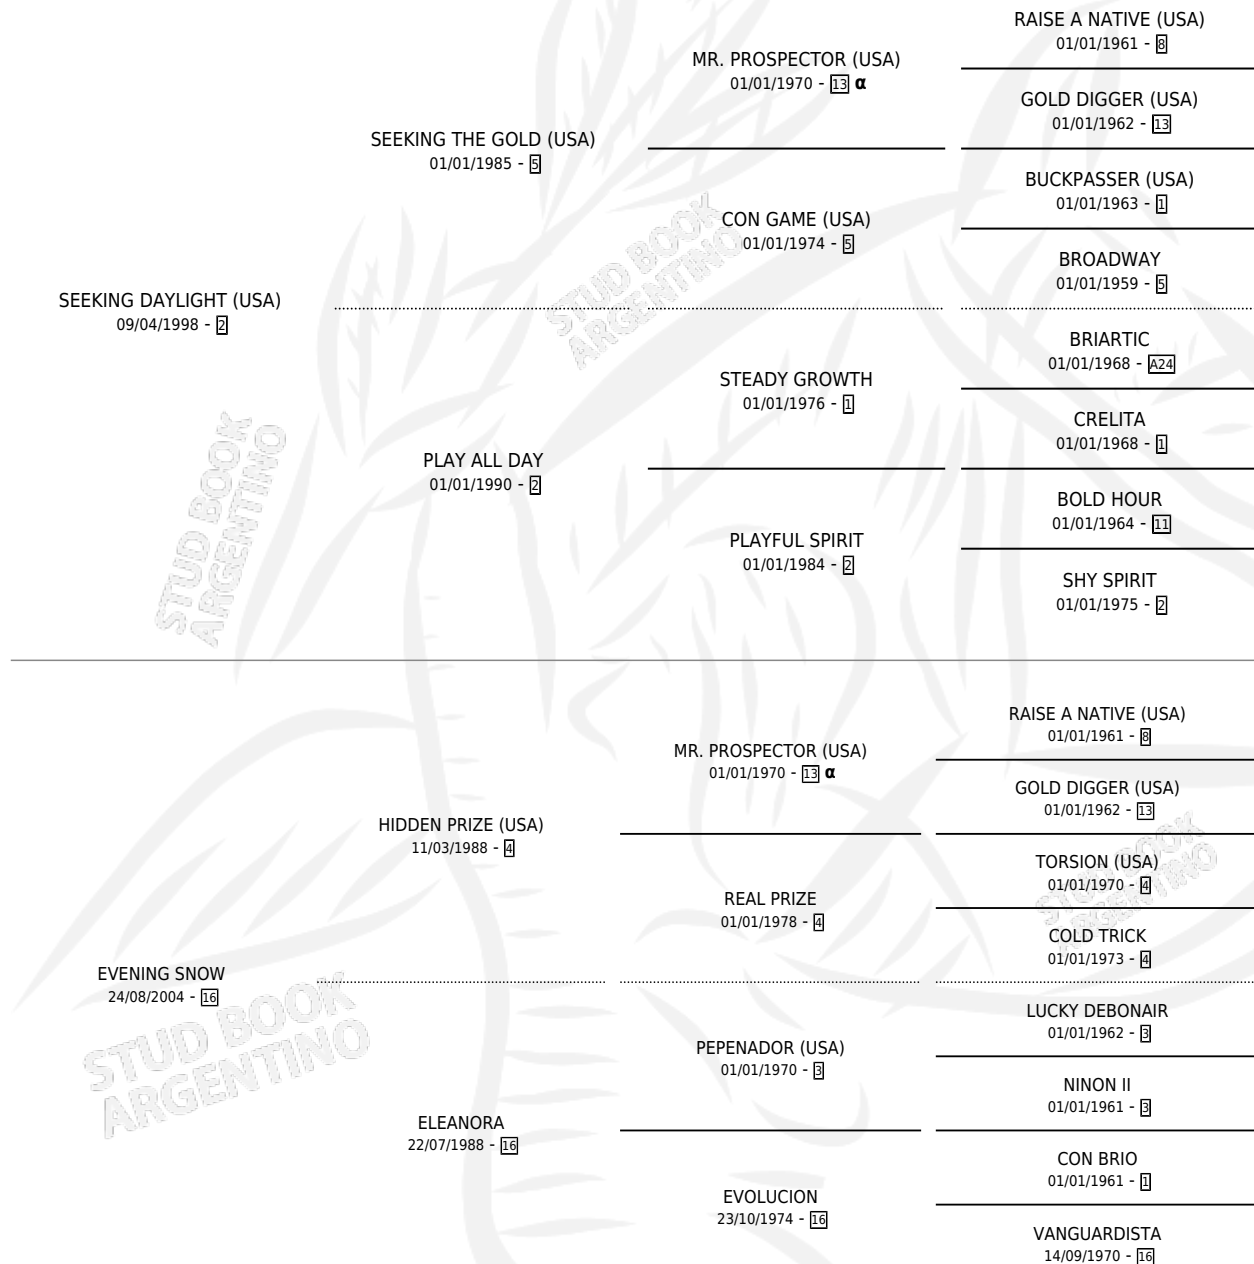 RAISE A NATIVE (USA)
01/01/1961 - 8
MR. PROSPECTOR (USA)
01/01/1970 - 13 α
GOLD DIGGER (USA)
01/01/1962 - 13
SEEKING THE GOLD (USA)
01/01/1985 - 5
BUCKPASSER (USA)
01/01/1963 - 1
CON GAME (USA)
01/01/1974 - 5
BROADWAY
01/01/1959 - 5
SEEKING DAYLIGHT (USA)
09/04/1998 - 2
BRIARTIC
01/01/1968 - A24
STEADY GROWTH
01/01/1976 - 1
CRELITA
01/01/1968 - 1
PLAY ALL DAY
01/01/1990 - 2
BOLD HOUR
01/01/1964 - 11
PLAYFUL SPIRIT
01/01/1984 - 2
SHY SPIRIT
01/01/1975 - 2
STUD BOOK
ARGENTINO
STUD BOOK
ARGENTINO
RAISE A NATIVE (USA)
01/01/1961 - 8
MR. PROSPECTOR (USA)
01/01/1970 - 13 α
GOLD DIGGER (USA)
01/01/1962 - 13
HIDDEN PRIZE (USA)
11/03/1988 - 4
TORSION (USA)
01/01/1970 - 4
REAL PRIZE
01/01/1978 - 4
COLD TRICK
01/01/1973 - 4
EVENING SNOW
24/08/2004 - 16
LUCKY DEBONAIR
01/01/1962 - 3
PEPENADOR (USA)
01/01/1970 - 3
NINON II
01/01/1961 - 3
ELEANORA
22/07/1988 - 16
CON BRIO
01/01/1961 - 1
EVOLUCION
23/10/1974 - 16
VANGUARDISTA
14/09/1970 - 16
STUD BOOK
ARGENTINO
STUD BOOK
ARGENTINO